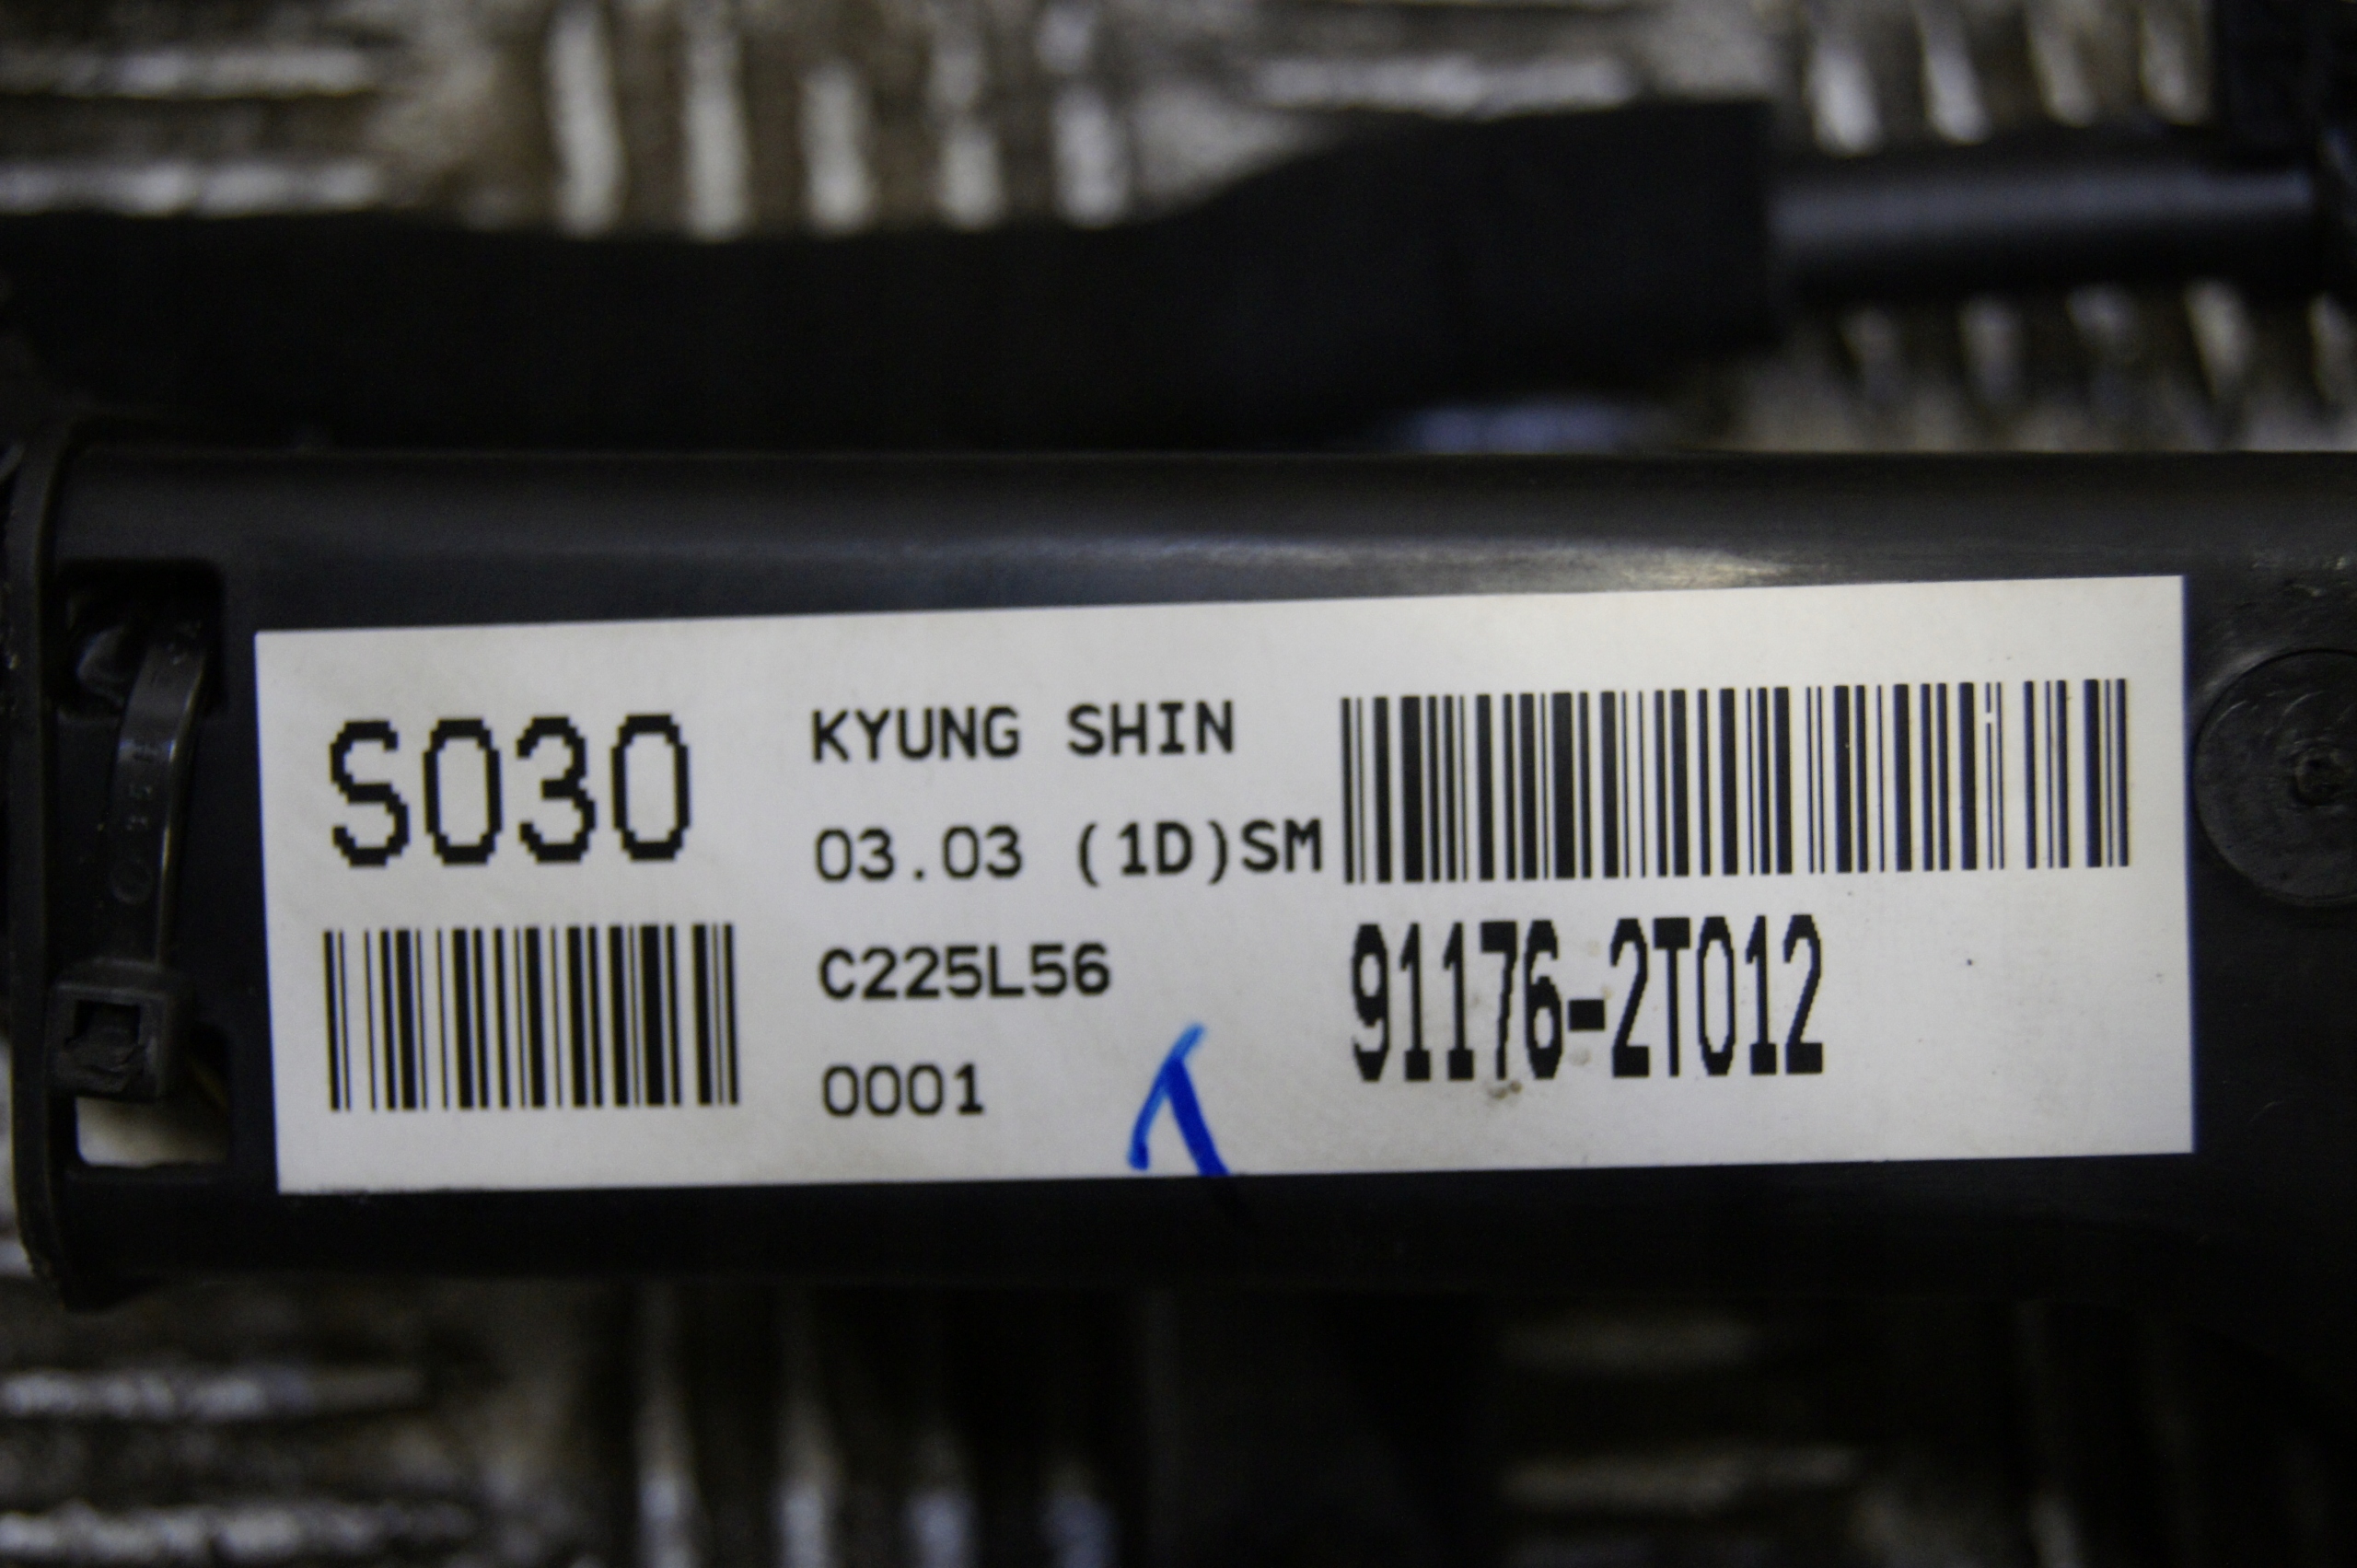 S030
KYUNG SHIN
03.03 (1D)SM
C225L56
0001
91176-2T012